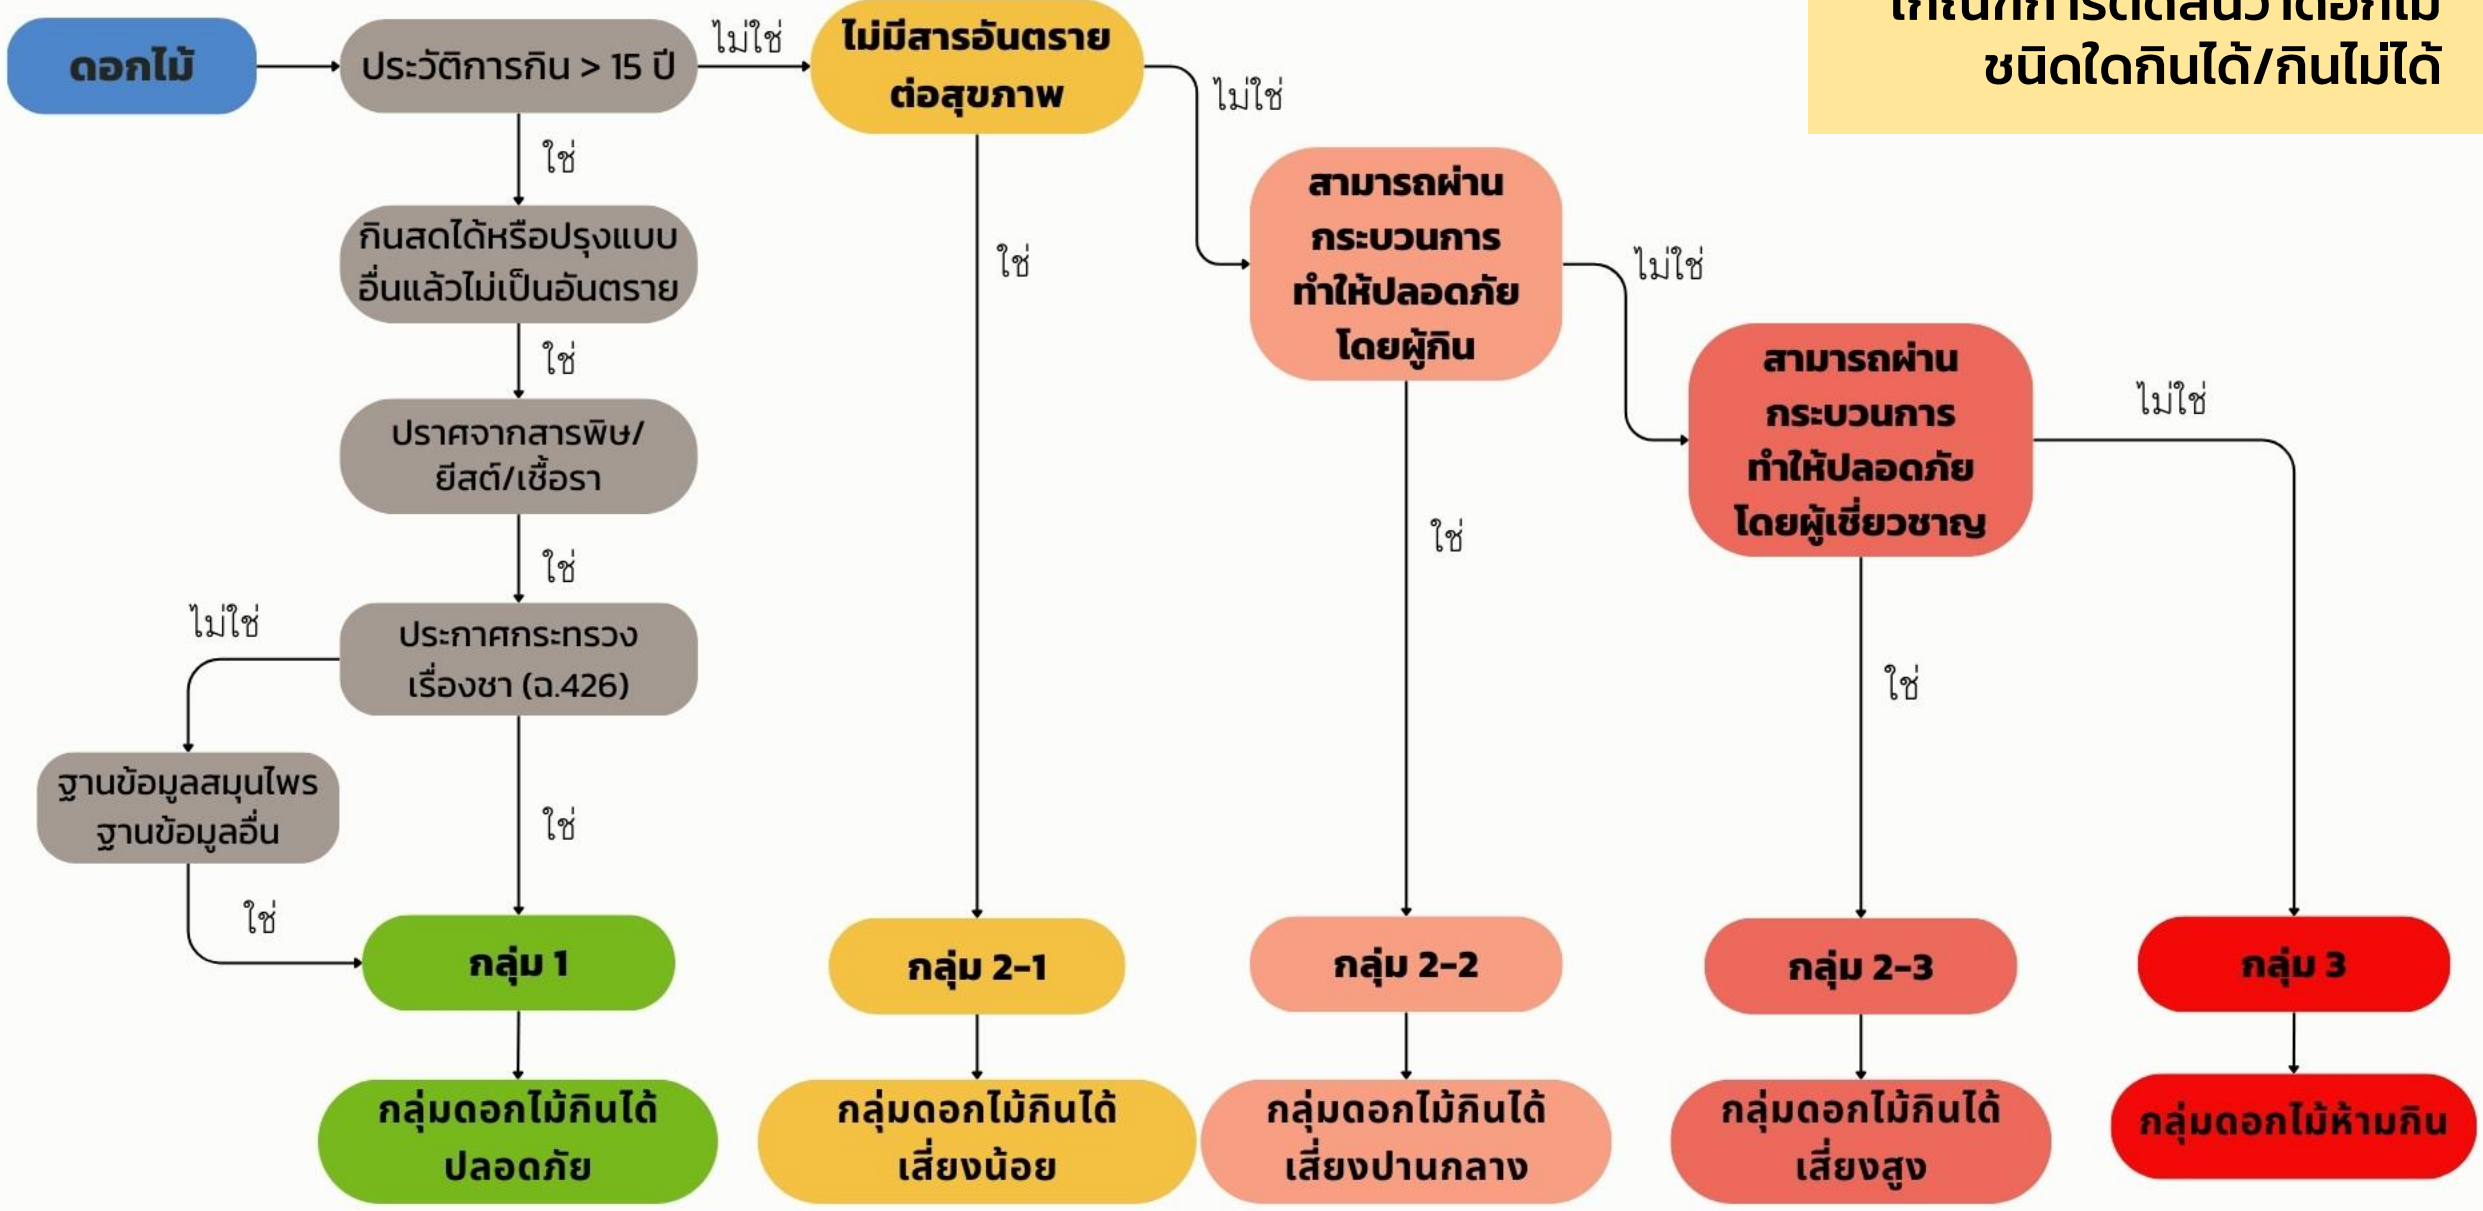 เกณฑ์การตัดสินว่าดอกไม้
ชนิดใดกินได้/กินไม่ได้
ดอกไม้
ประวัติการกิน > 15 ปี
ไม่ใช่
ไม่มีสารอันตราย
ต่อสุขภาพ
ไม่ใช่
ใช่
กินสดได้หรือปรุงแบบ
อื่นแล้วไม่เป็นอันตราย
ใช่
สามารถผ่าน
กระบวนการ
ทำให้ปลอดภัย
โดยผู้กิน
ไม่ใช่
ใช่
ปราศจากสารพิษ/
ยีสต์/เชื้อรา
สามารถผ่าน
กระบวนการ
ทำให้ปลอดภัย
โดยผู้เชี่ยวชาญ
ไม่ใช่
ใช่
ใช่
ไม่ใช่
ประกาศกระทรวง
เรื่องชา (ฉ.426)
ใช่
ฐานข้อมูลสมุนไพร
ฐานข้อมูลอื่น
ใช่
ใช่
กลุ่ม 1
กลุ่ม 2-1
กลุ่ม 2-2
กลุ่ม 2-3
กลุ่ม 3
กลุ่มดอกไม้กินได้
ปลอดภัย
กลุ่มดอกไม้กินได้
เสี่ยงน้อย
กลุ่มดอกไม้กินได้
เสี่ยงปานกลาง
กลุ่มดอกไม้กินได้
เสี่ยงสูง
กลุ่มดอกไม้ห้ามกิน